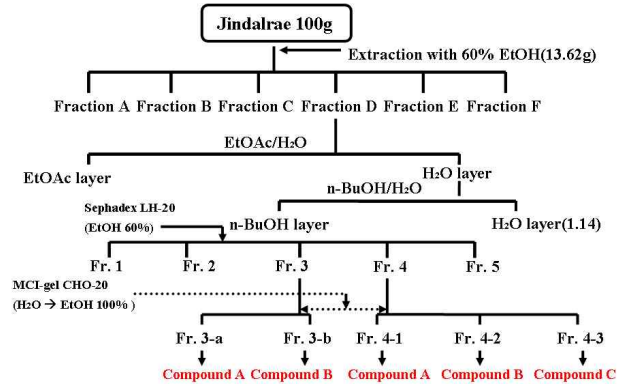 Jindalrae 100g
Extraction with 60% EtOH(13.62g)
Fraction A Fraction B Fraction C Fraction D Fraction E Fraction F
EtOAc/H₂O
EtOAc layer
H₂O layer
n-BuOH/H₂O
Sephadex LH-20
(EtOH 60%)
n-BuOH layer
H₂O layer(1.14)
Fr. 1 Fr. 2 Fr. 3 Fr. 4 Fr. 5
MCI-gel CHO-20
(H₂O → EtOH 100% )
Fr. 3-a Fr. 3-b Fr. 4-1 Fr. 4-2 Fr. 4-3
Compound A Compound B Compound A Compound B Compound C